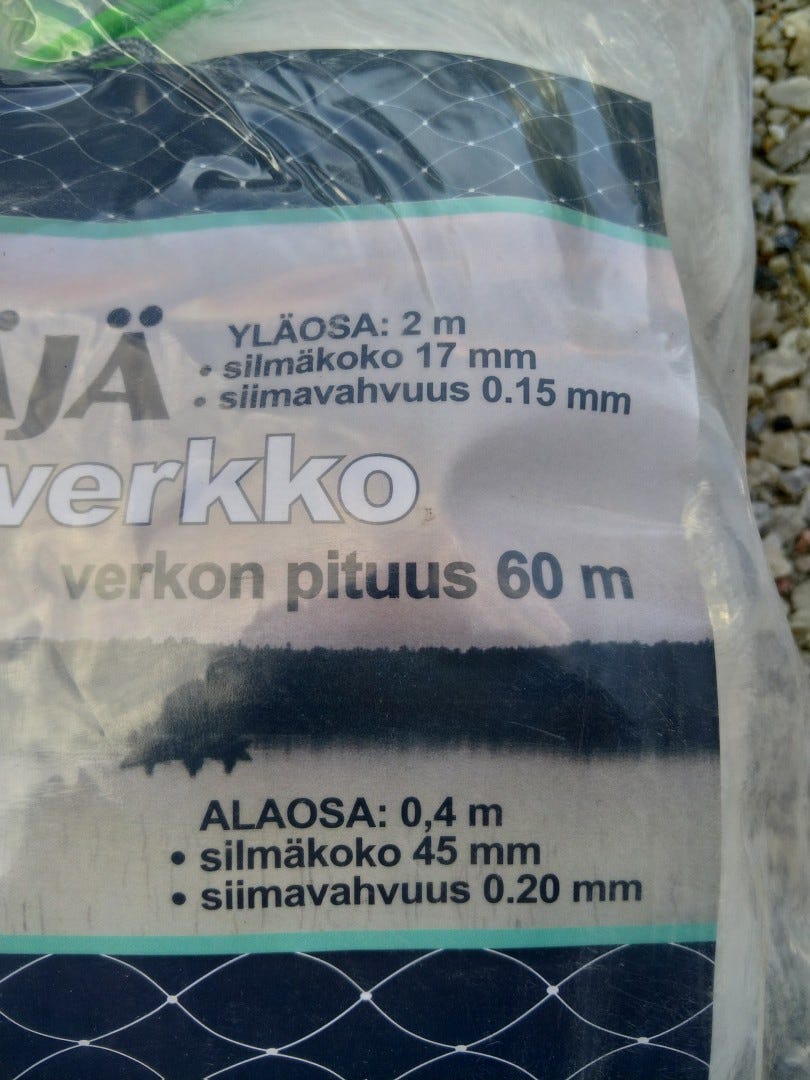 YLÄOSA: 2 m
• silmäkoko 17 mm
• siimavahvuus 0.15 mm
ÄJÄ
verkko
verkon pituus 60 m
ALAOSA: 0,4 m
• silmäkoko 45 mm
• siimavahvuus 0.20 mm